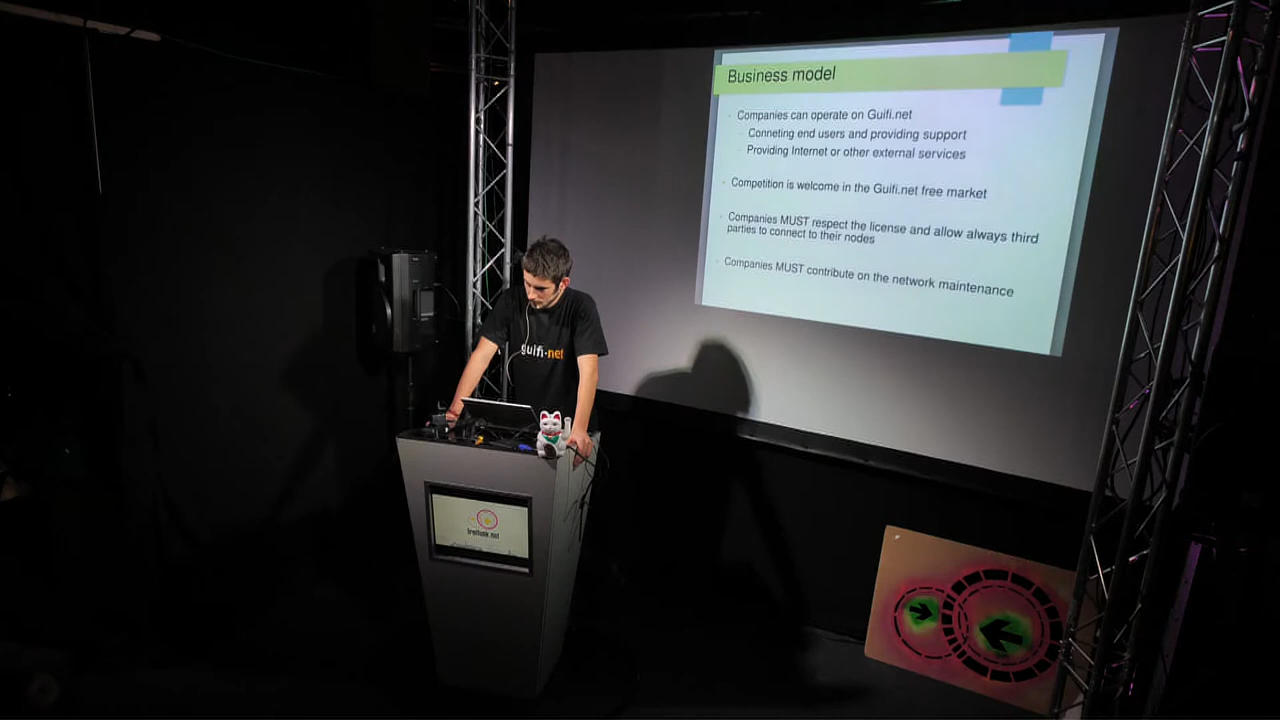 Business model
Companies can operate on Guifi.net
Conneting end users and providing support
Providing Internet or other external services
Competition is welcome in the Guifi.net free market
Companies MUST respect the license and allow always third
parties to connect to their nodes
Companies MUST contribute on the network maintenance
guifi·net
freifunk.net